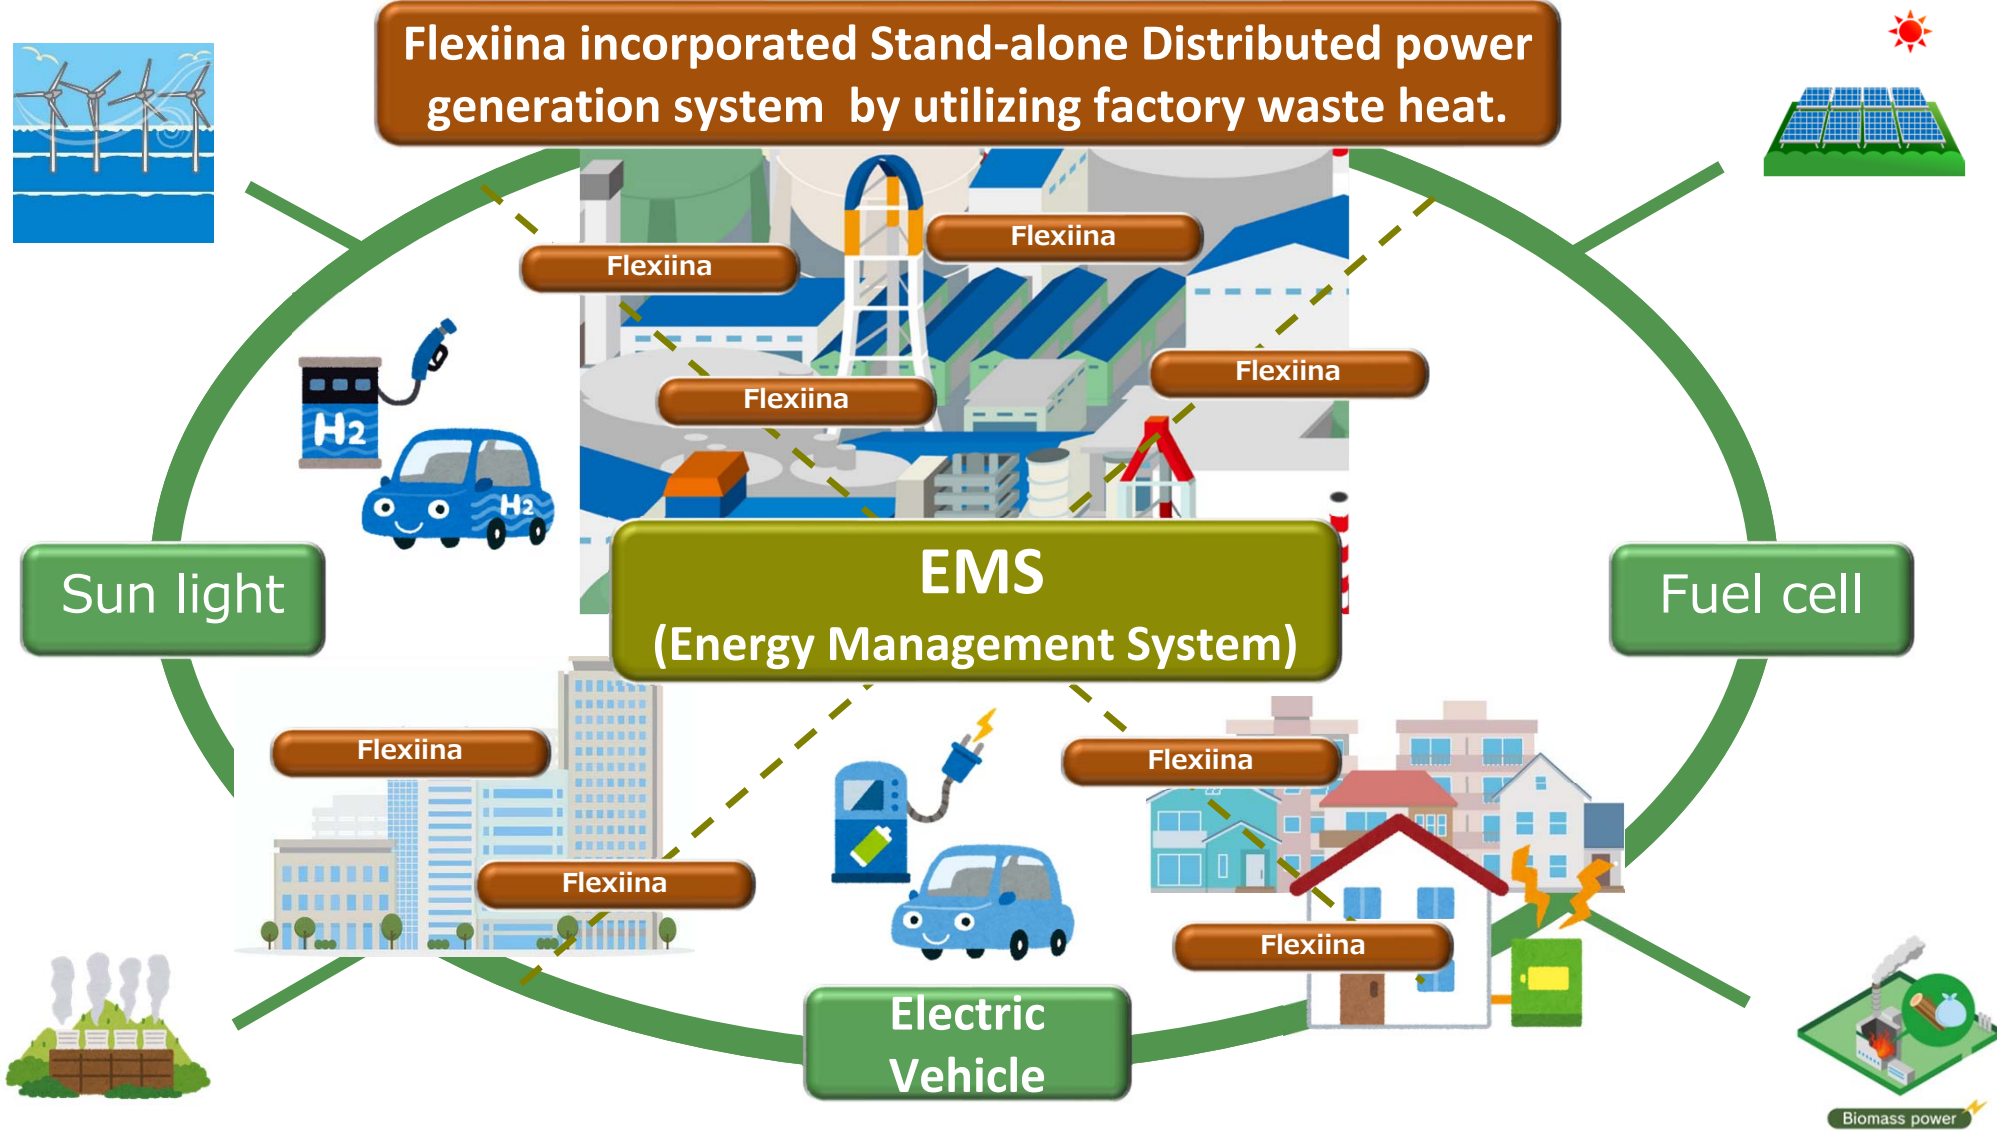 Flexiina incorporated Stand-alone Distributed power
generation system by utilizing factory waste heat.
Flexiina
Flexiina
Flexiina
Flexiina
H2
H2
EMS
(Energy Management System)
Sun light
Fuel cell
Flexiina
Flexiina
Flexiina
Flexiina
Electric
Vehicle
Biomass power